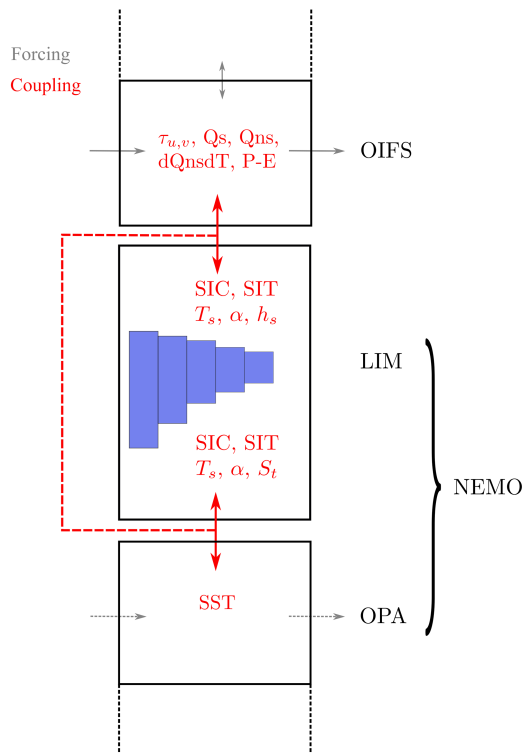 Forcing
Coupling
τu,v, Qs, Qns,
dQnsdT, P-E
OIFS
SIC, SIT
Ts, α, hs
LIM
SIC, SIT
Ts, α, St
NEMO
SST
OPA